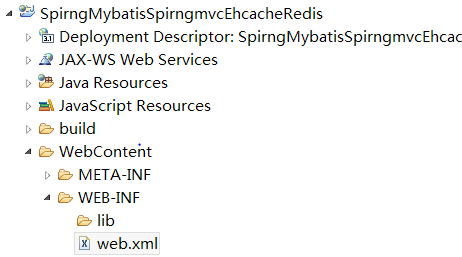 SpirngMybatisSpirngmvcEhcacheRedis
Deployment Descriptor: SpirngMybatisSpirngmvcEhcac
JAX-WS Web Services
Java Resources
JavaScript Resources
build
WebContent
META-INF
WEB-INF
lib
web.xml